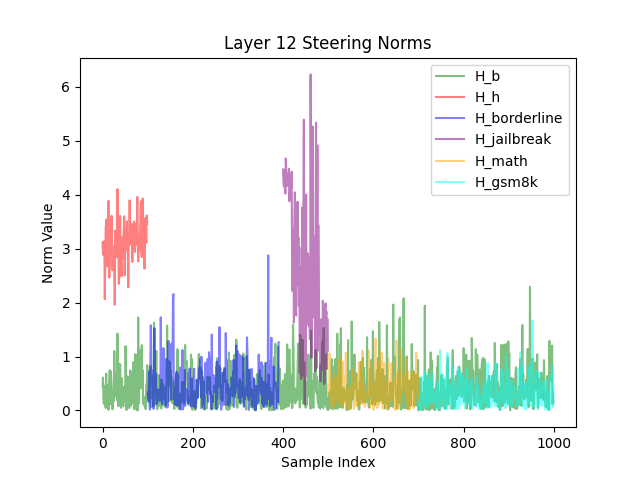 Layer 12 Steering Norms
H_b
H_h
H_borderline
H_jailbreak
H_math
H_gsm8k
Norm Value
6
5
4
3
2
1
0
0 200 400 600 800 1000
Sample Index